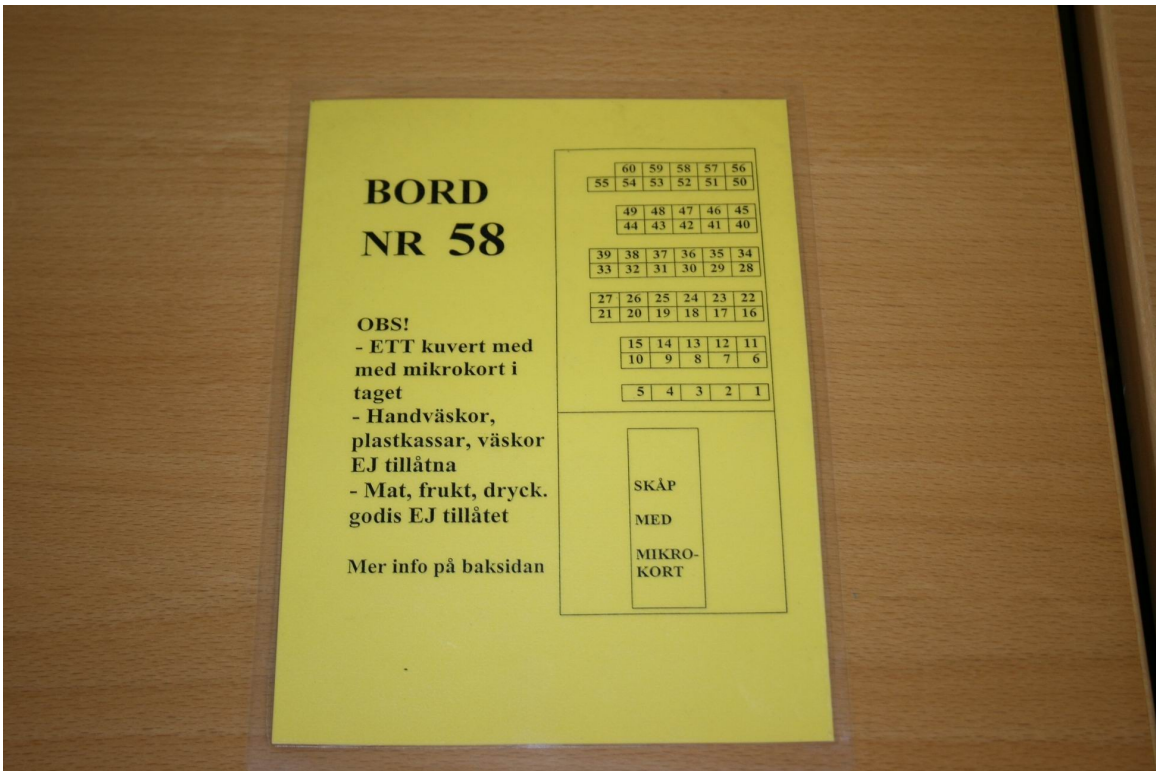 BORD
NR 58
OBS!
- ETT kuvert med
med mikrokort i
taget
- Handväskor,
plastkassar, väskor
EJ tillåtna
- Mat, frukt, dryck.
godis EJ tillåtet
Mer info på baksidan
60 59 58 57 56
55 54 53 52 51 50
49 48 47 46 45
44 43 42 41 40
39 38 37 36 35 34
33 32 31 30 29 28
27 26 25 24 23 22
21 20 19 18 17 16
15 14 13 12 11
10 9 8 7 6
5 4 3 2 1
SKÅP
MED
MIKRO-
KORT